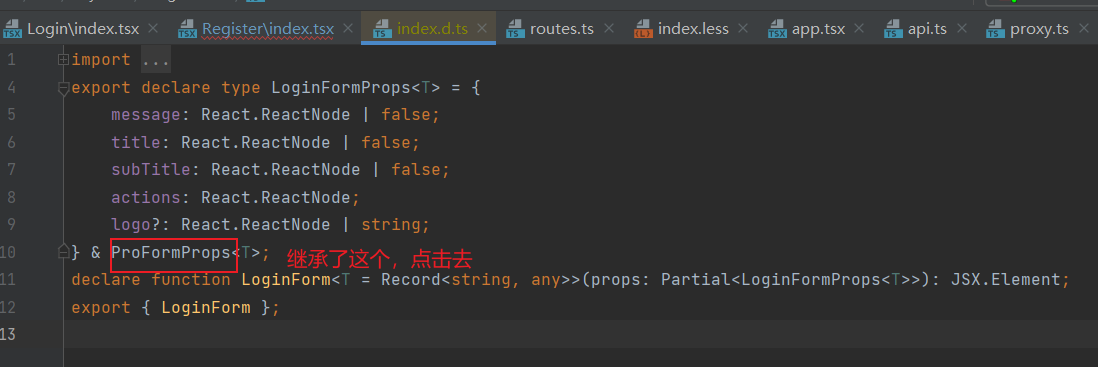 Login\index.tsx Register\index.tsx index.d.ts routes.ts index.less app.tsx api.ts proxy.ts
1 import ...
4 export declare type LoginFormProps<T> = {
5 message: React.ReactNode | false;
6 title: React.ReactNode | false;
7 subTitle: React.ReactNode | false;
8 actions: React.ReactNode;
9 logo?: React.ReactNode | string;
10 } & ProFormProps<T>; 继承了这个，点击去
11 declare function LoginForm<T = Record<string, any>>(props: Partial<LoginFormProps<T>>): JSX.Element;
12 export { LoginForm };
13